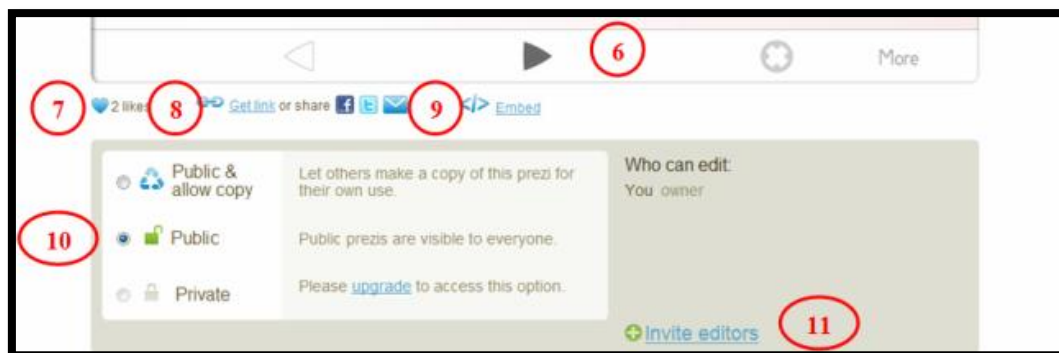 6
More
7
2 likes
8
Get link or share
9
</> Embed
Public & allow copy
Let others make a copy of this prezi for
their own use.
Who can edit:
You owner
10
Public
Public prezis are visible to everyone.
Private
Please upgrade to access this option.
Invite editors
11